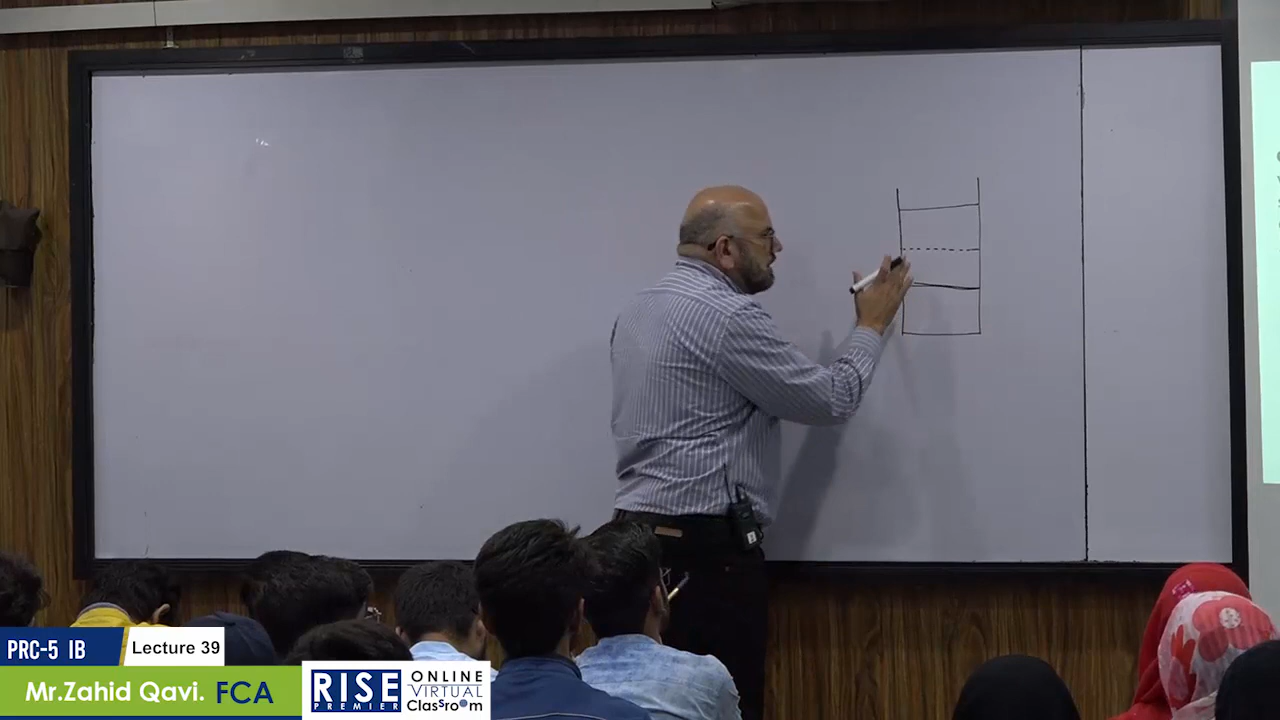 PRC-5 IB
Lecture 39
Mr.Zahid Qavi. FCA
RISE
PREMIER
ONLINE
VIRTUAL
Classroom